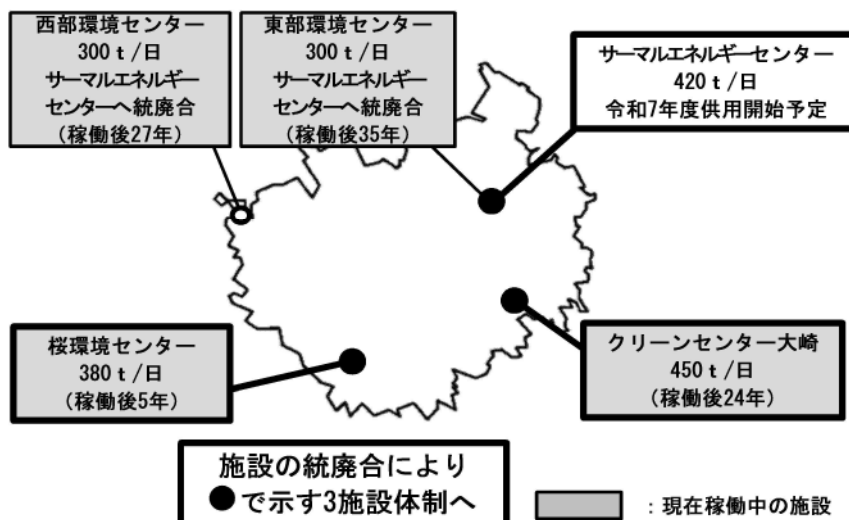 西部環境センター
300ｔ/日
サーマルエネルギー
センターへ統廃合
(稼働後27年)
東部環境センター
300ｔ/日
サーマルエネルギー
センターへ統廃合
(稼働後35年)
サーマルエネルギーセンター
420ｔ/日
令和7年度供用開始予定
桜環境センター
380ｔ/日
(稼働後5年)
クリーンセンター大崎
450ｔ/日
(稼働後24年)
施設の統廃合により
●で示す3施設体制へ
：現在稼働中の施設